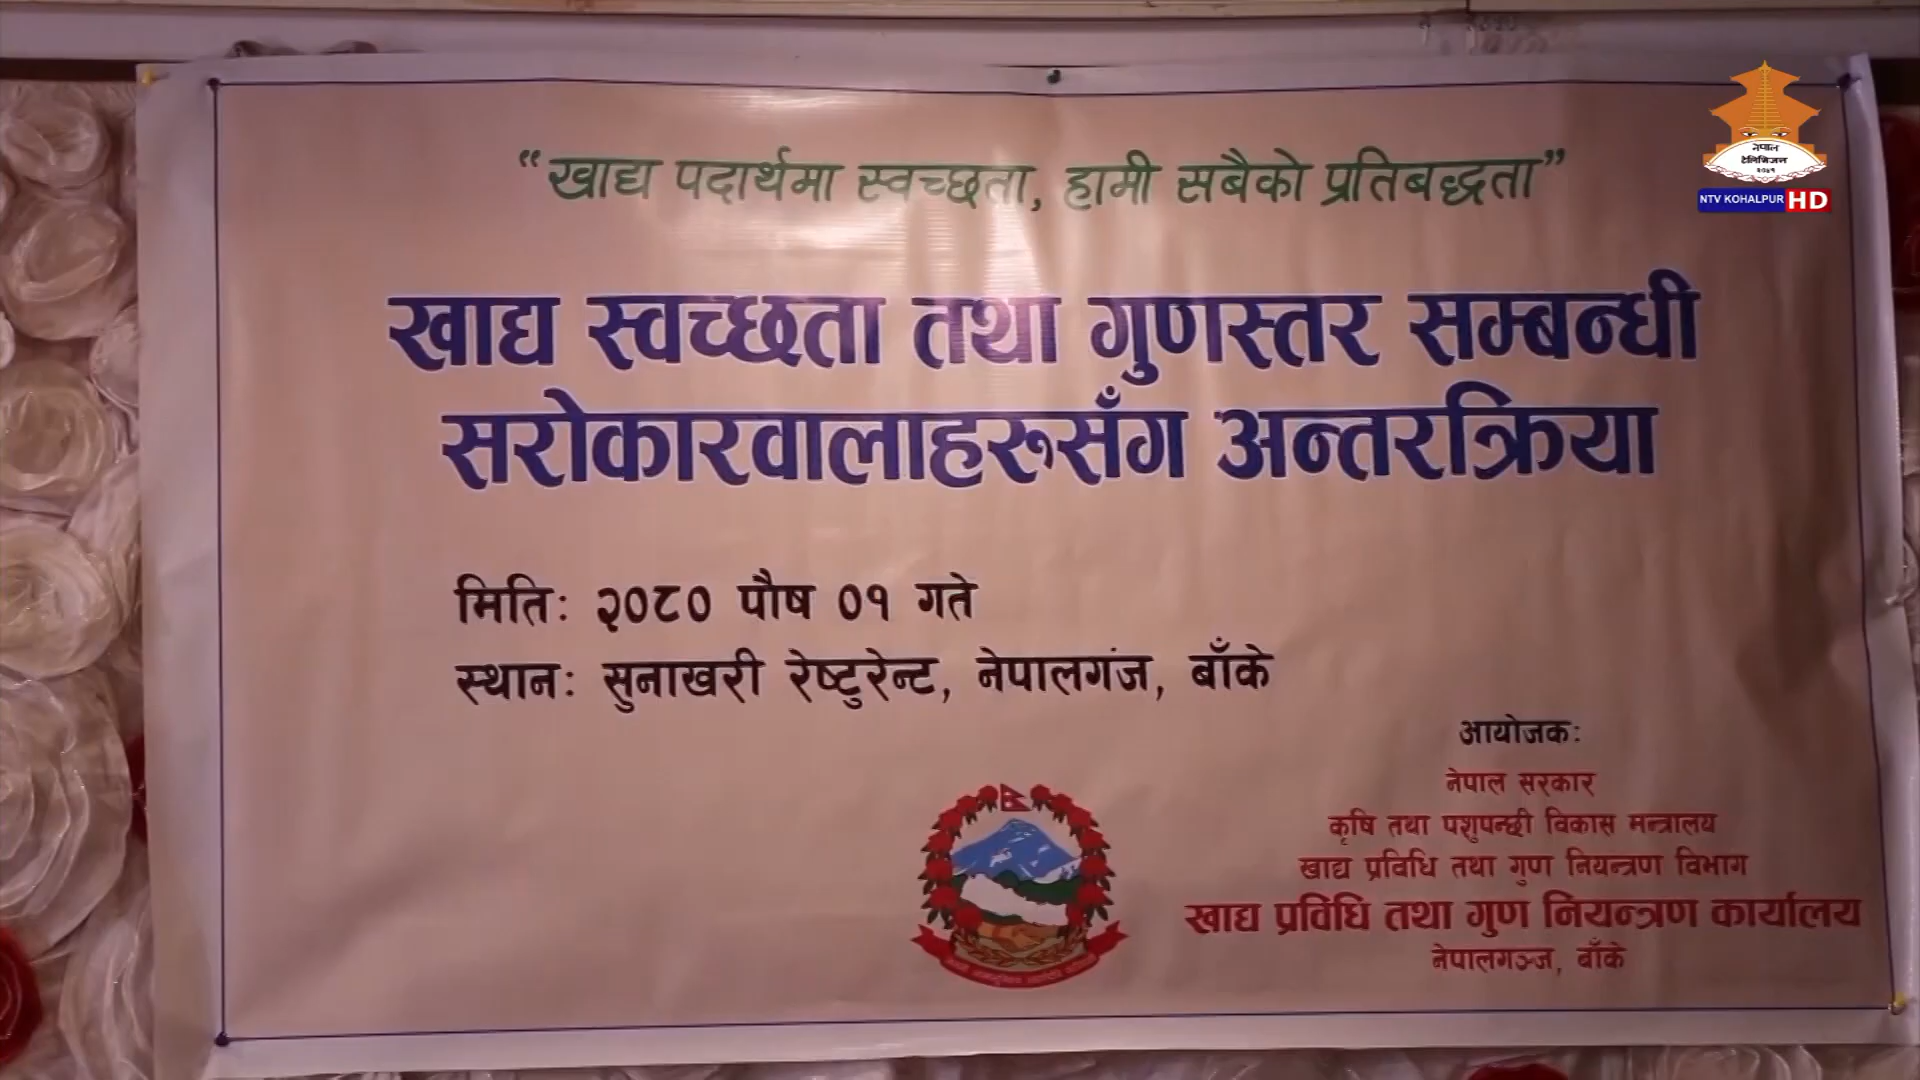 “खाद्य पदार्थमा स्वच्छता, हामी सबैको प्रतिबद्धता”
नेपाल
टेलिभिजन
२०४१
NTV KOHALPUR HD
खाद्य स्वच्छता तथा गुणस्तर सम्बन्धी
सरोकारवालाहरूसँग अन्तरक्रिया
मिति: २०८० पौष ०१ गते
स्थान: सुनाखरी रेष्टुरेन्ट, नेपालगंज, बाँके
आयोजक:
नेपाल सरकार
कृषि तथा पशुपन्छी विकास मन्त्रालय
खाद्य प्रविधि तथा गुण नियन्त्रण विभाग
खाद्य प्रविधि तथा गुण नियन्त्रण कार्यालय
नेपालगञ्ज, बाँके